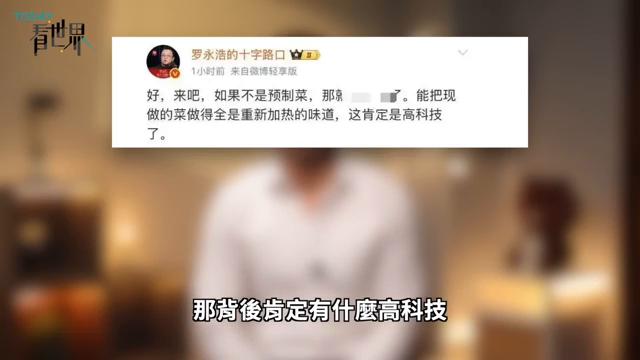 TODAY
看世界
罗永浩的十字路口
1小时前 来自微博轻享版
好，来吧，如果不是预制菜，那就 了。能把现
做的菜做得全是重新加热的味道，这肯定是高科技
了。
那背後肯定有什麼高科技